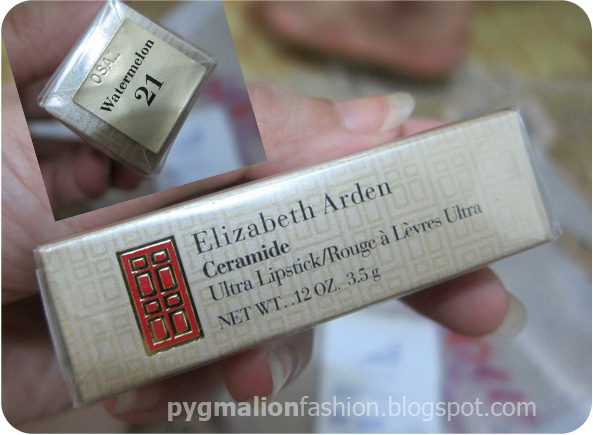 0SA
Watermelon
21
Elizabeth Arden
Ceramide
Ultra Lipstick/Rouge à Lèvres Ultra
NET WT. .12 OZ. 3.5 g
pygmalionfashion.blogspot.com